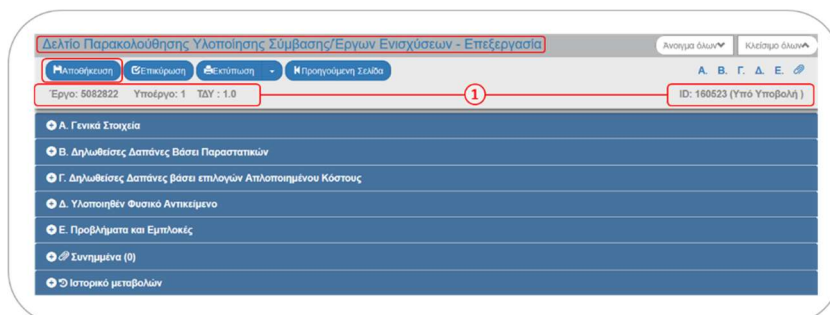 Δελτίο Παρακολούθησης Υλοποίησης Σύμβασης/Έργων Ενισχύσεων - Επεξεργασία Άνοιγμα όλων Κλείσιμο όλων
Αποθήκευση Επικύρωση Εκτύπωση Προηγούμενη Σελίδα Α. Β. Γ. Δ. Ε.
Έργο: 5082822 Υποέργο: 1 ΤΔΥ : 1.0 1 ID: 160523 (Υπό Υποβολή )
Α. Γενικά Στοιχεία
Β. Δηλωθείσες Δαπάνες Βάσει Παραστατικών
Γ. Δηλωθείσες Δαπάνες βάσει επιλογών Απλοποιημένου Κόστους
Δ. Υλοποιηθέν Φυσικό Αντικείμενο
Ε. Προβλήματα και Εμπλοκές
Συνημμένα (0)
Ιστορικό μεταβολών